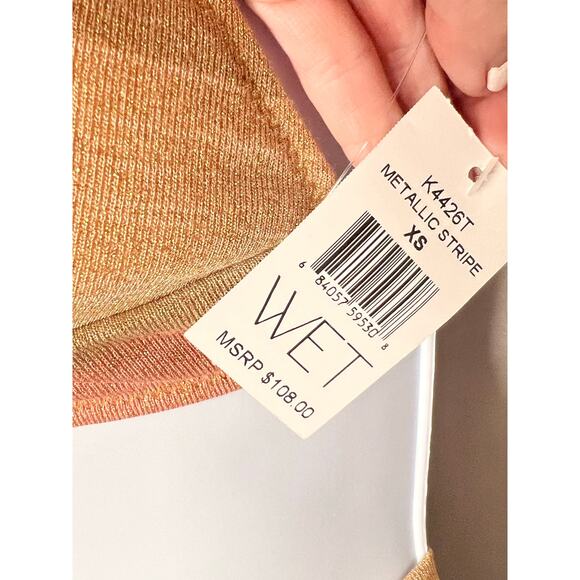 K4426T
METALLIC STRIPE
XS
6 84057 59530 8
WET
MSRP $108.00